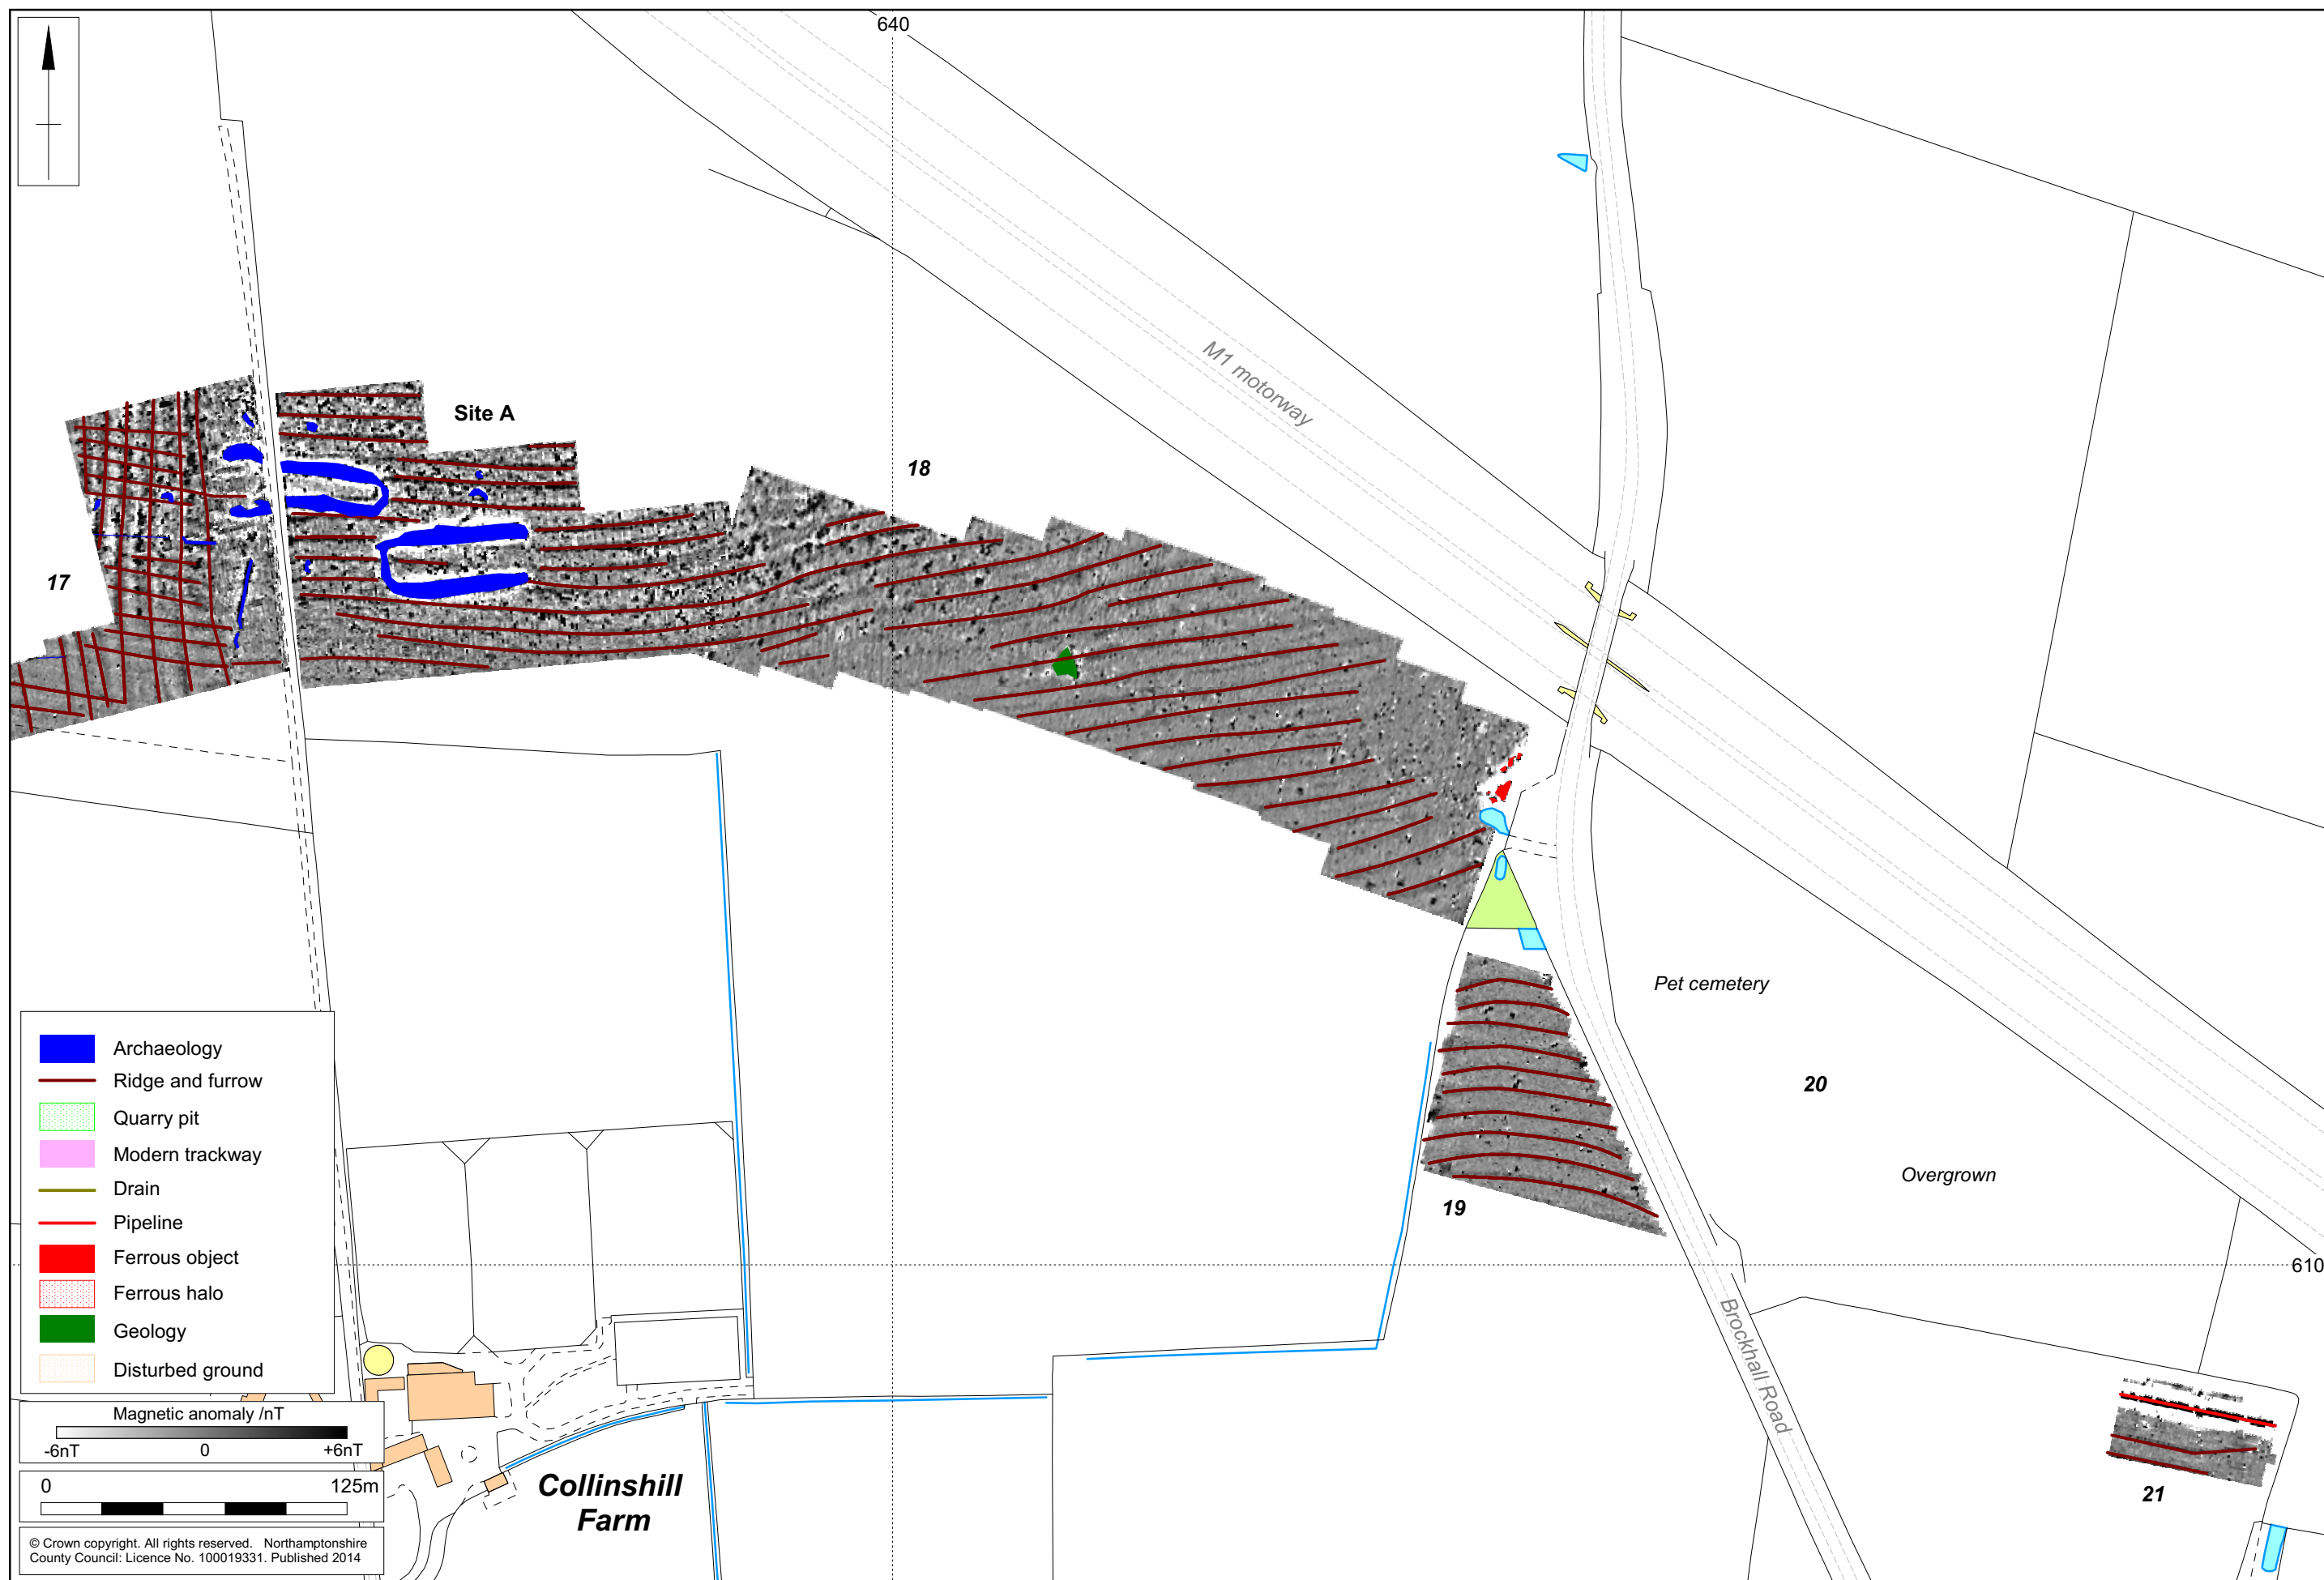 640
M1 motorway
Site A
18
17
Pet cemetery
20
Overgrown
19
610
Brockhall Road
21
Archaeology
Ridge and furrow
Quarry pit
Modern trackway
Drain
Pipeline
Ferrous object
Ferrous halo
Geology
Disturbed ground
Magnetic anomaly /nT
-6nT 0 +6nT
0 125m
Collinshill
Farm
© Crown copyright. All rights reserved. Northamptonshire
County Council: Licence No. 100019331. Published 2014